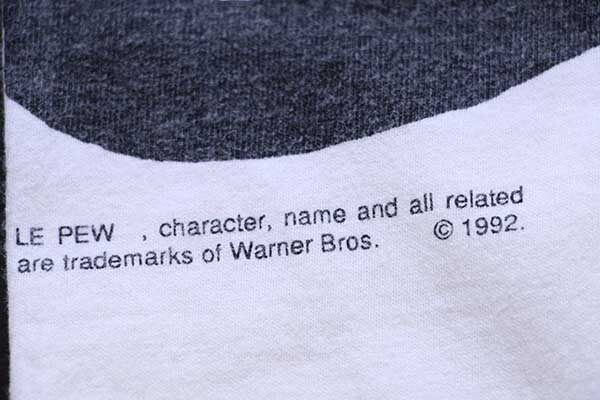 LE PEW , character, name and all related
are trademarks of Warner Bros. © 1992.